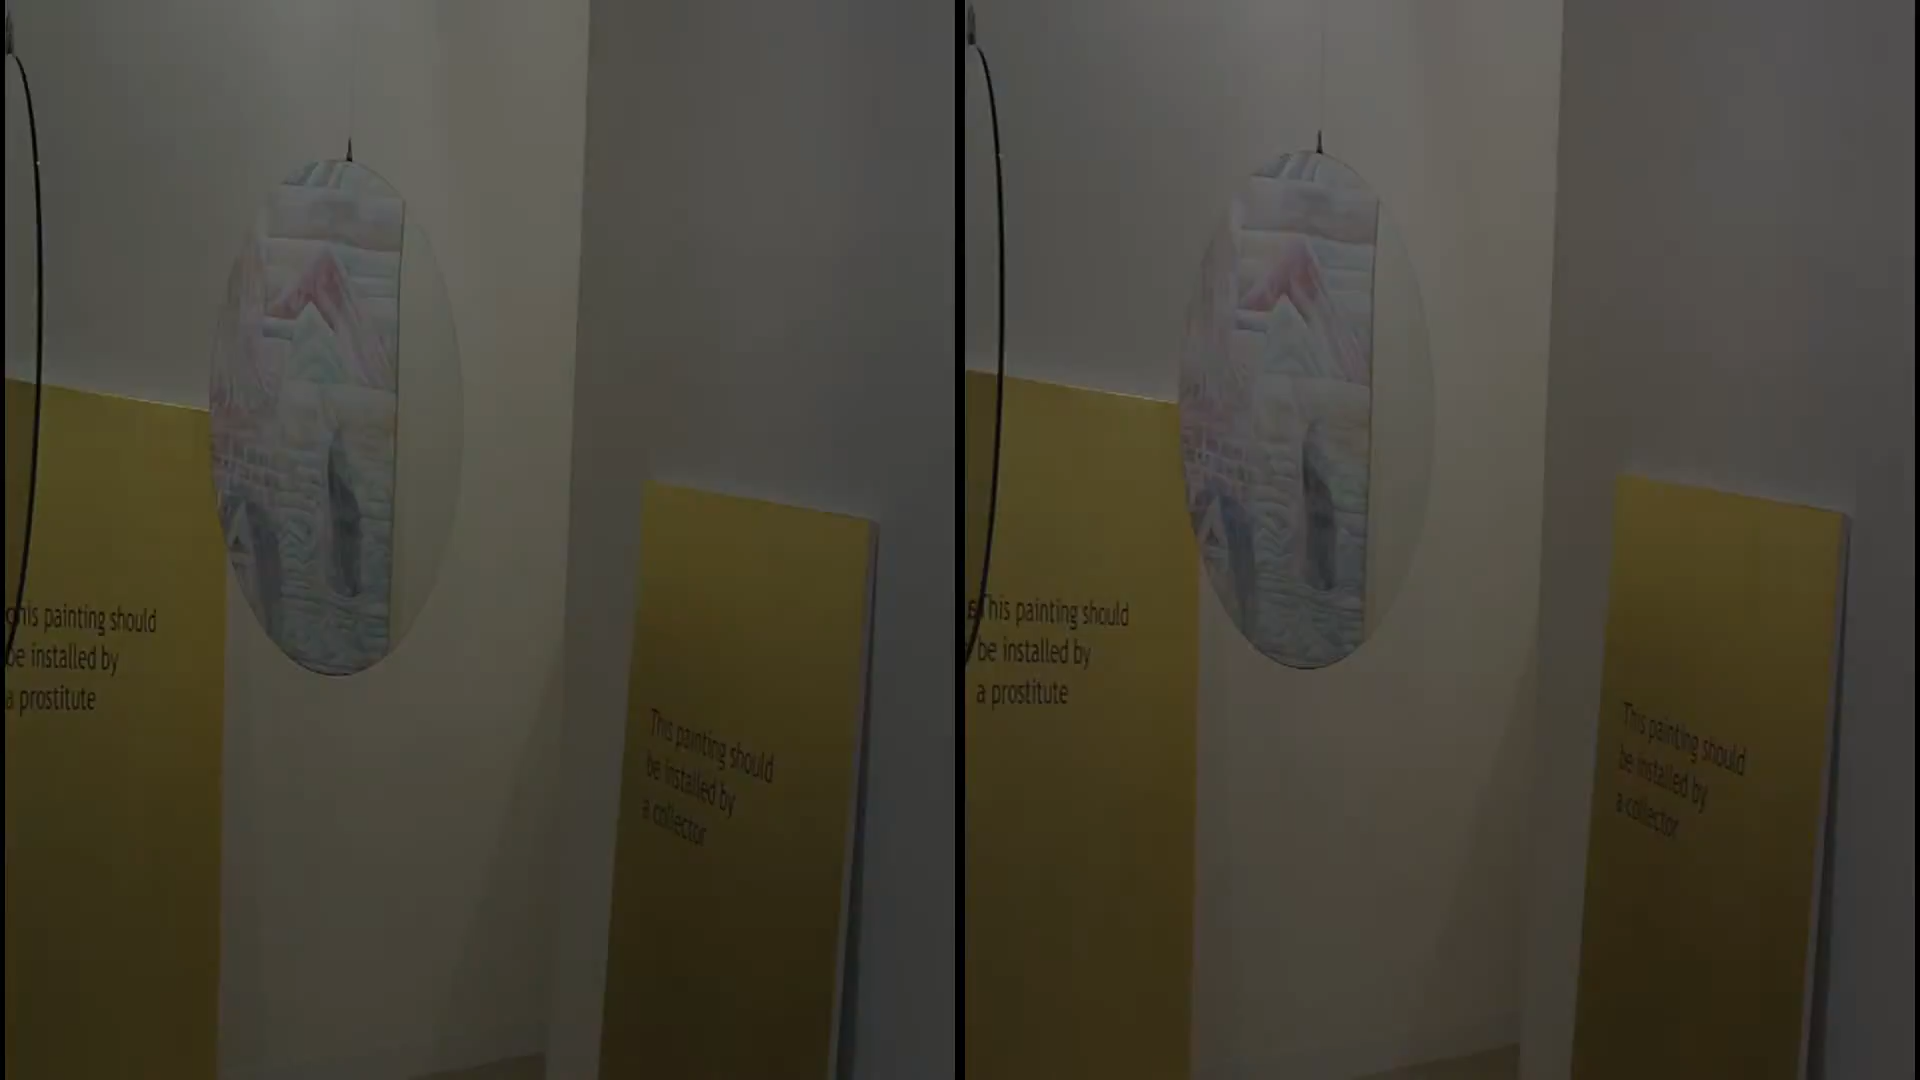 This painting should
be installed by
a prostitute
This painting should
be installed by
a collector
This painting should
be installed by
a prostitute
This painting should
be installed by
a collector